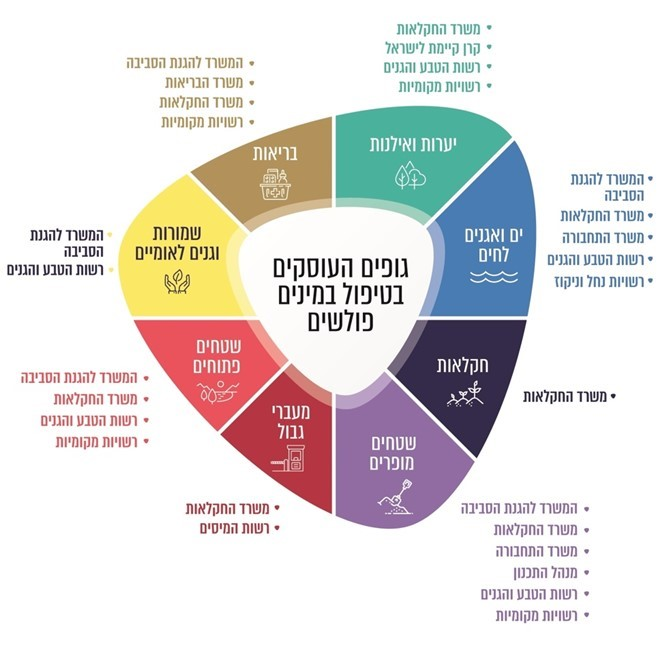 גופים העוסקים
בטיפול במינים
פולשים
יערות ואילנות
משרד החקלאות
קרן קיימת לישראל
רשות הטבע והגנים
רשויות מקומיות
ים ואגנים
לחים
המשרד להגנת
הסביבה
משרד החקלאות
משרד התחבורה
רשות הטבע והגנים
רשויות נחל וניקוז
חקלאות
משרד החקלאות
שטחים
מופרים
המשרד להגנת הסביבה
משרד החקלאות
משרד התחבורה
מנהל התכנון
רשות הטבע והגנים
רשויות מקומיות
מעברי
גבול
משרד החקלאות
רשות המיסים
שטחים
פתוחים
המשרד להגנת הסביבה
משרד החקלאות
רשות הטבע והגנים
רשויות מקומיות
שמורות
וגנים לאומיים
המשרד להגנת
הסביבה
רשות הטבע והגנים
בריאות
המשרד להגנת הסביבה
משרד הבריאות
משרד החקלאות
רשויות מקומיות